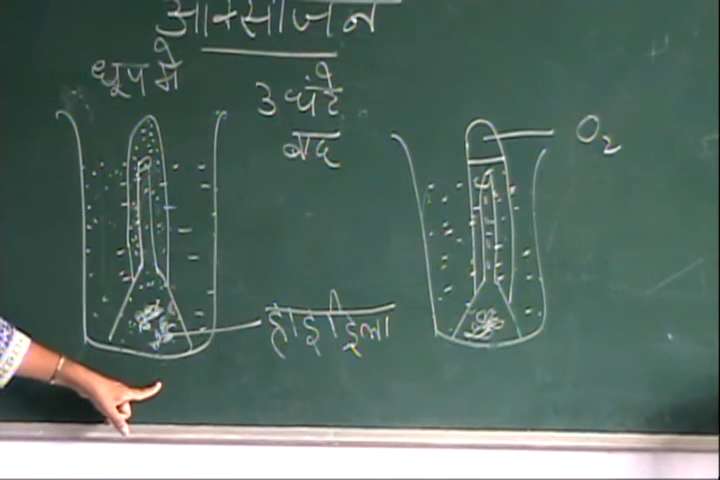 ऑक्सीजन
धूप में
3 घंटे
बाद
O2
हाइड्रिला